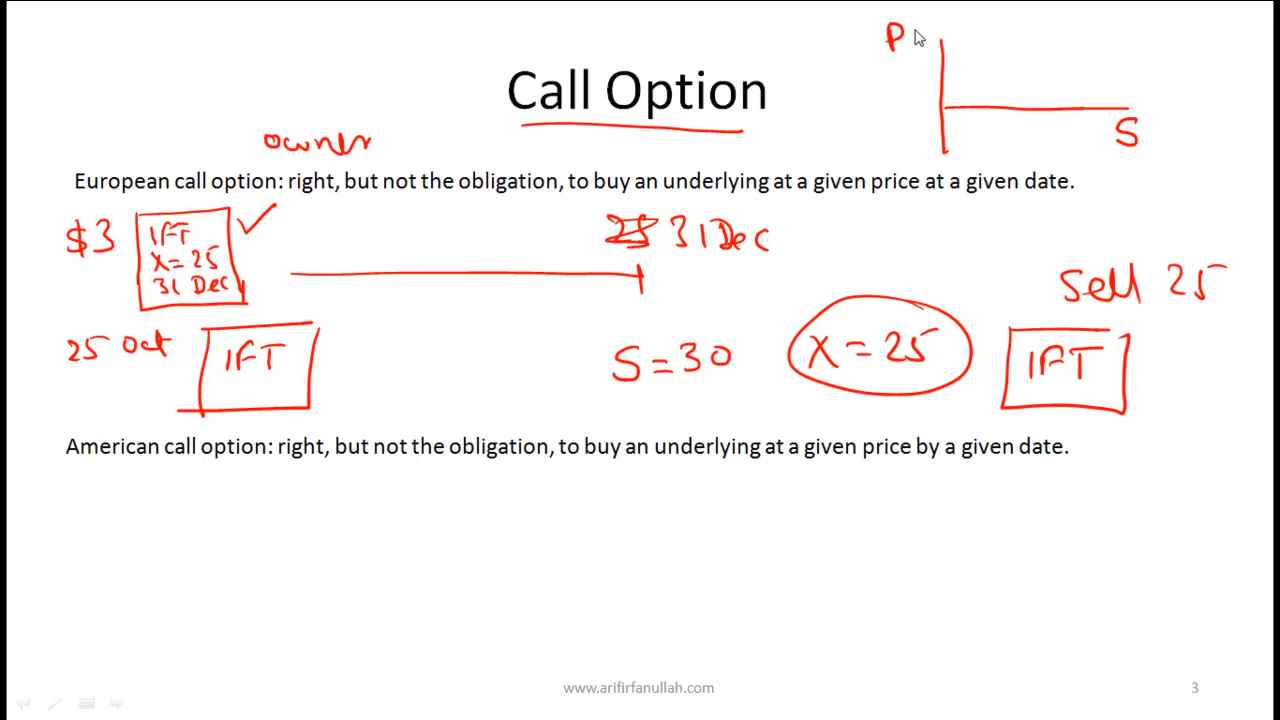 P
Call Option
S
owner
European call option: right, but not the obligation, to buy an underlying at a given price at a given date.
$3
IFT
X = 25
31 Dec
31 Dec
Sell 25
25 Oct
IFT
S = 30
X = 25
IFT
American call option: right, but not the obligation, to buy an underlying at a given price by a given date.
www.arifirfanullah.com
3